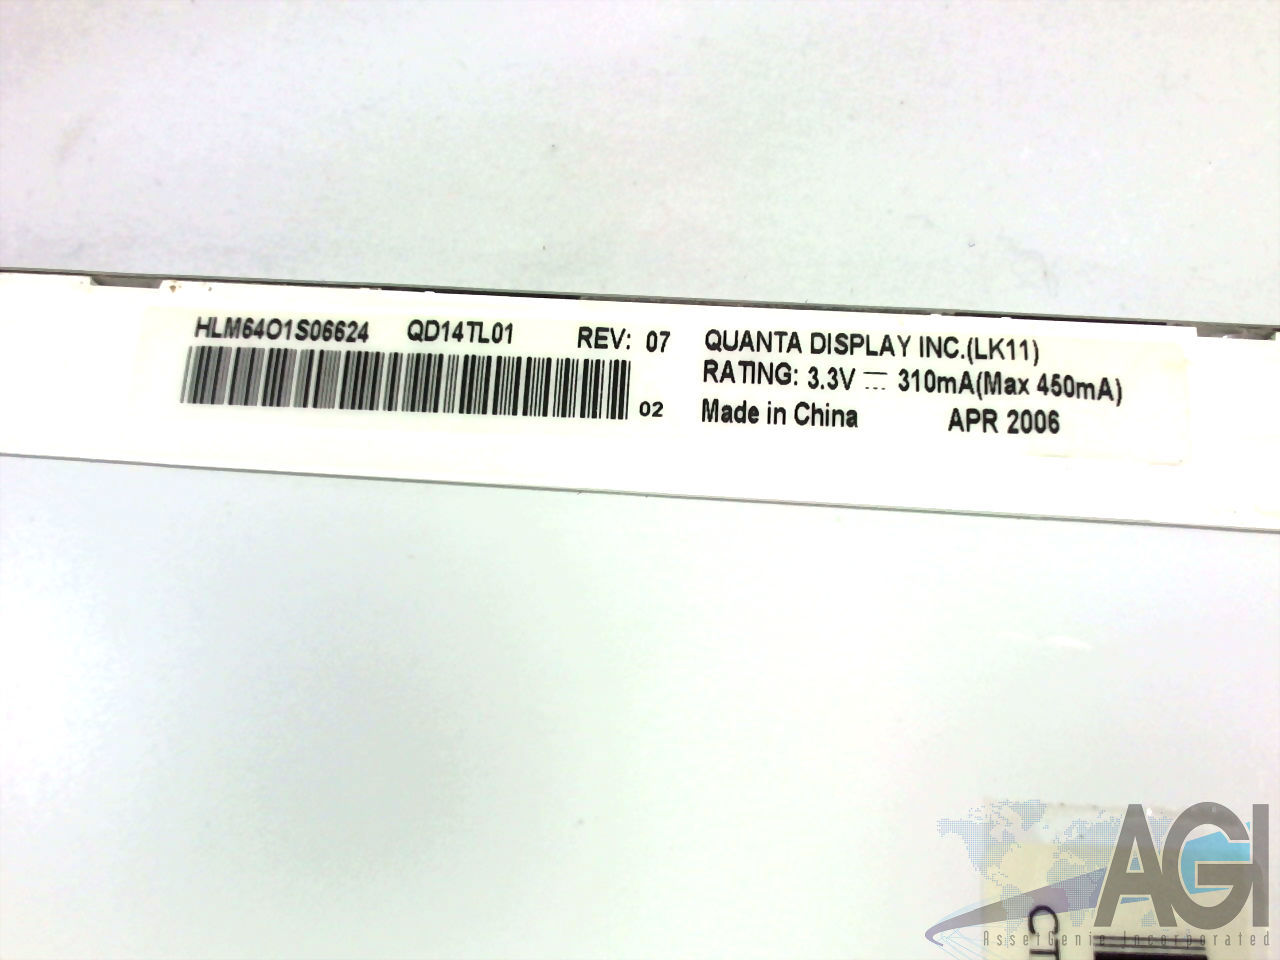 HLM64O1S06624 QD14TL01 REV: 07
02
QUANTA DISPLAY INC.(LK11)
RATING: 3.3V ⎓ 310mA(Max 450mA)
Made in China APR 2006
CT
AGI
AssetGenie Incorporated